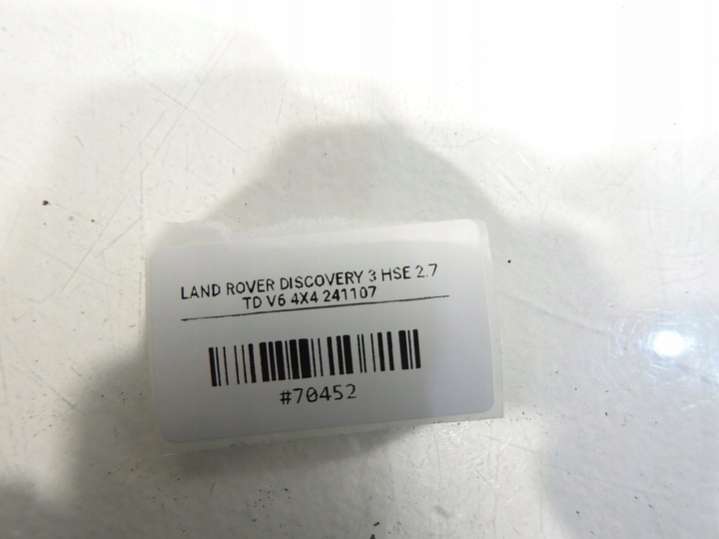 LAND ROVER DISCOVERY 3 HSE 2.7
TD V6 4X4 241107
#70452